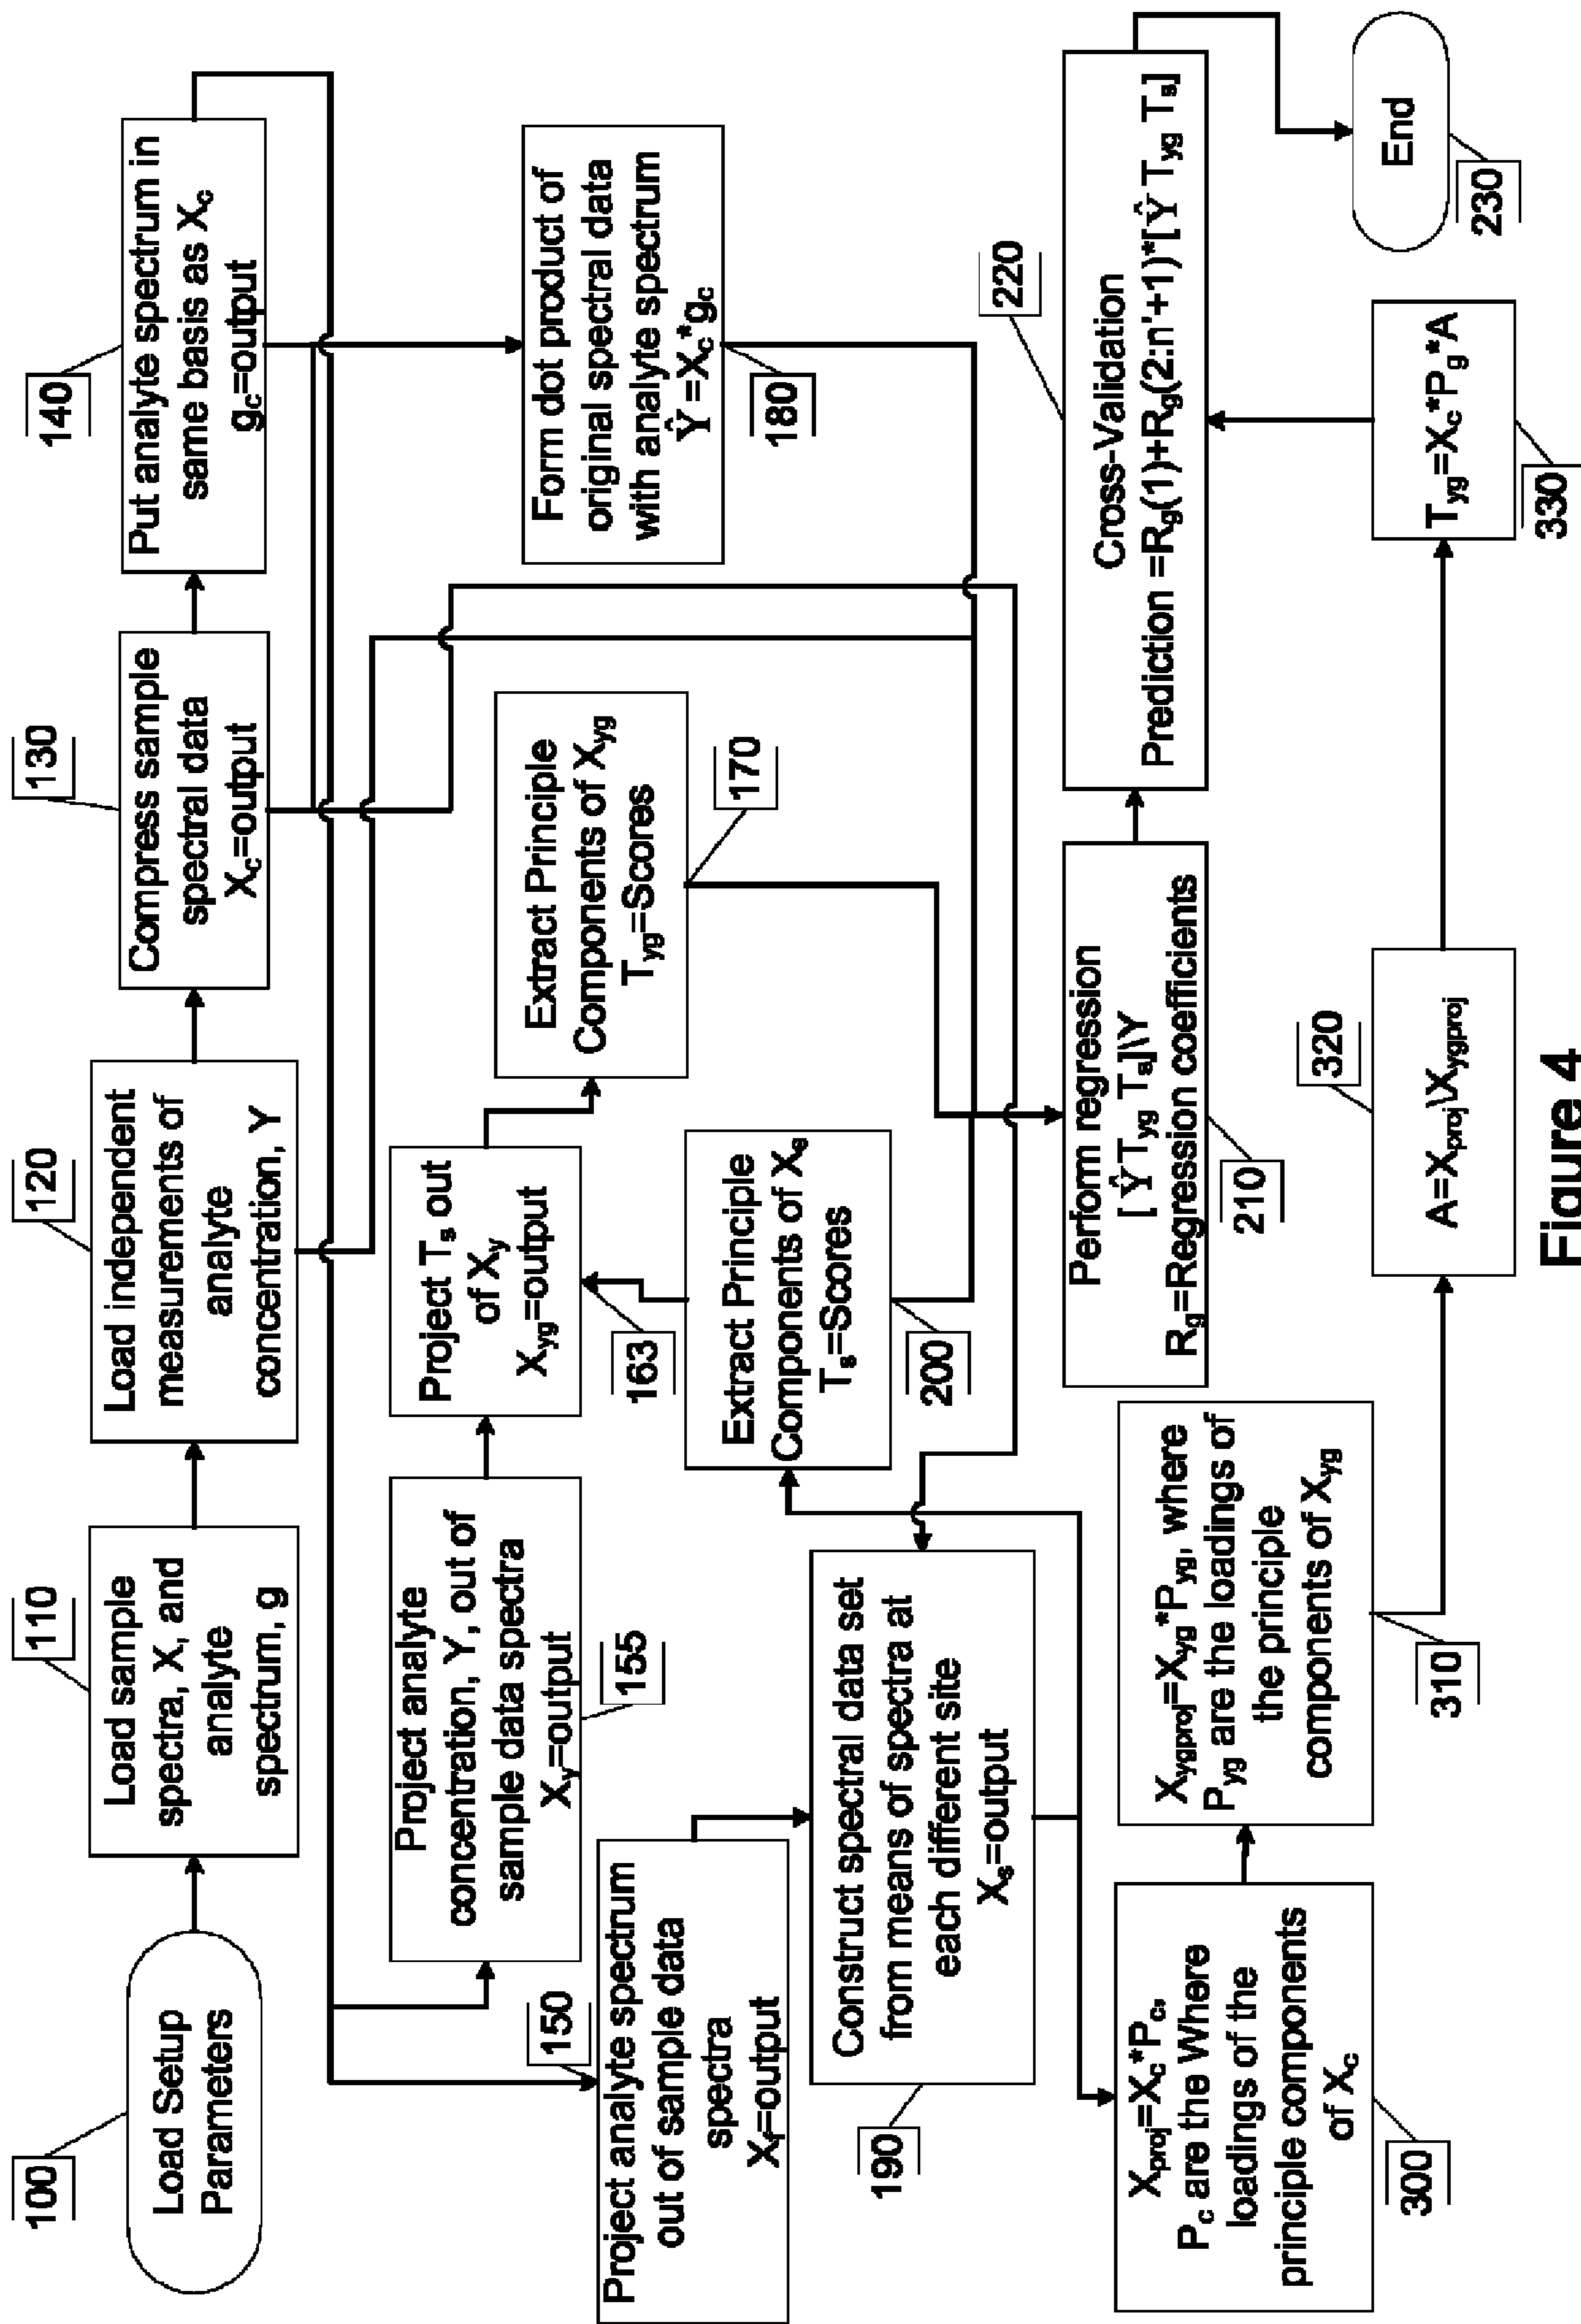 100
Load Setup
Parameters
110
Load sample
spectra, X, and
analyte
spectrum, g
120
Load independent
measurements of
analyte
concentration, Y
130
Compress sample
spectral data
X_c=output
140
Put analyte spectrum in
same basis as X_c
g_c=output
150
Project analyte spectrum
out of sample data
spectra
X_f=output
Project analyte
concentration, Y, out of
sample data spectra
X_y=output
155
Project T_s out
of X_y
X_yg=output
163
Extract Principle
Components of X_yg
T_yg=Scores
170
Form dot product of
original spectral data
with analyte spectrum
Ŷ=X_c*g_c
180
Construct spectral data set
from means of spectra at
each different site
X_s=output
190
Extract Principle
Components of X_s
T_s=Scores
200
Perform regression
[ Ŷ T_yg T_s]\Y
R_g=Regression coefficients
210
220
Cross-Validation
Prediction =R_g(1)+R_g(2:n'+1)*[Ŷ T_yg T_s]
End
230
X_proj=X_c*P_c,
P_c are the Where
loadings of the
principle components
of X_c
300
X_ygproj=X_yg*P_yg, where
P_yg are the loadings of
the principle
components of X_yg
310
320
A=X_proj\X_ygproj
T_yg=X_c*P_g*A
330
Figure 4